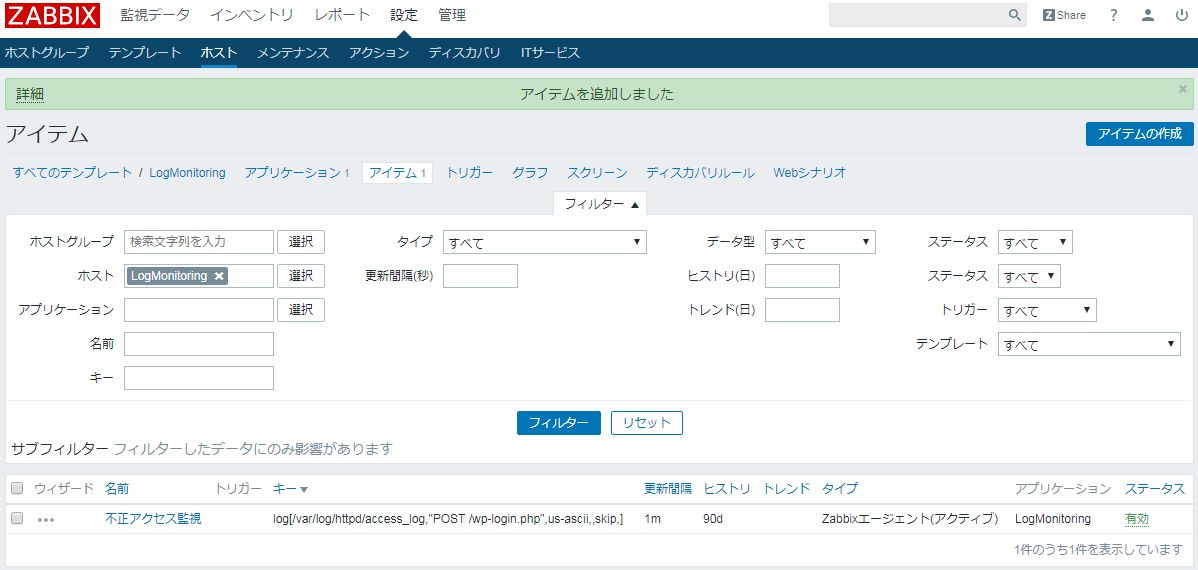 ZABBIX 監視データ インベントリ レポート 設定 管理 Share ?
ホストグループ テンプレート ホスト メンテナンス アクション ディスカバリ ITサービス
詳細 アイテムを追加しました ×
アイテム アイテムの作成
すべてのテンプレート / LogMonitoring アプリケーション 1 アイテム 1 トリガー グラフ スクリーン ディスカバリルール Webシナリオ
フィルター ▲
ホストグループ 検索文字列を入力 選択 タイプ すべて データ型 すべて ステータス すべて
ホスト LogMonitoring × 選択 更新間隔(秒) ヒストリ(日) ステータス すべて
アプリケーション 選択 トレンド(日) トリガー すべて
名前 テンプレート すべて
キー
フィルター リセット
サブフィルター フィルターしたデータにのみ影響があります
ウィザード 名前 トリガー キー ▼ 更新間隔 ヒストリ トレンド タイプ アプリケーション ステータス
••• 不正アクセス監視 log[/var/log/httpd/access_log,"POST /wp-login.php",us-ascii,,skip,] 1m 90d Zabbixエージェント(アクティブ) LogMonitoring 有効
1件のうち1件を表示しています